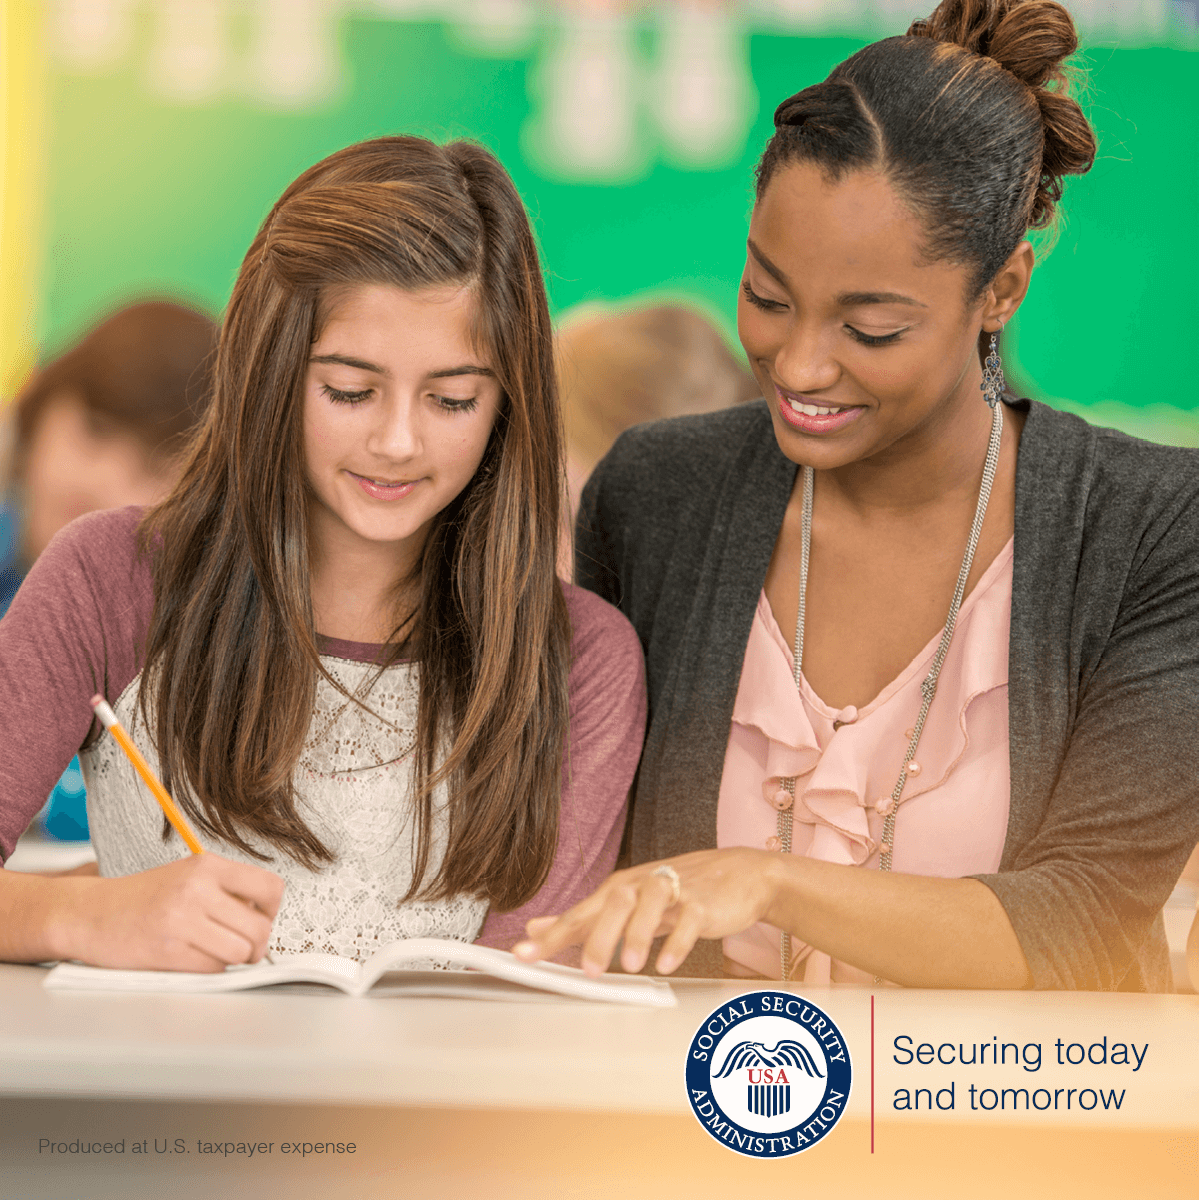 SOCIAL SECURITY
USA
ADMINISTRATION
Securing today
and tomorrow
Produced at U.S. taxpayer expense